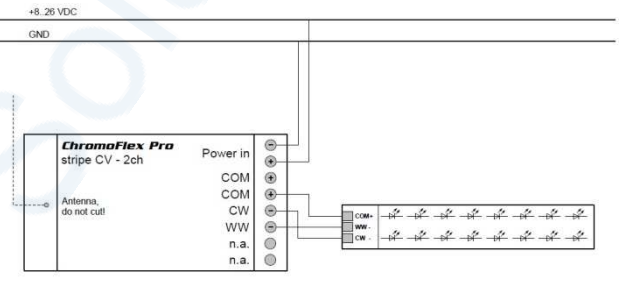 +8..26 VDC
GND
ChromoFlex Pro
stripe CV - 2ch
Power in
COM
COM
Antenna,
do not cut!
CW
WW
n.a.
n.a.
COM+
WW -
CW -